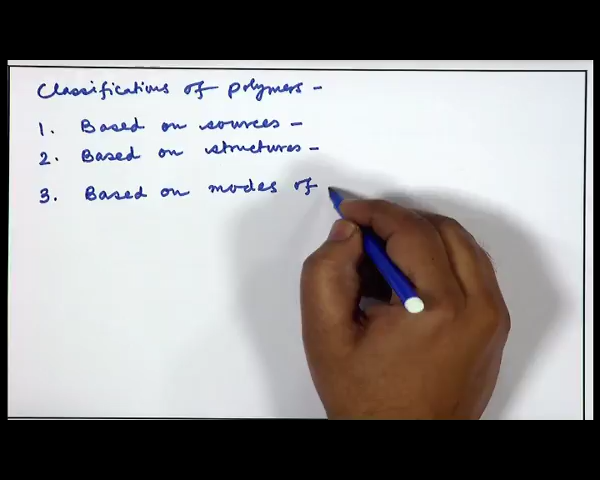 Classifications of polymers -
1. Based on sources -
2. Based on structures -
3. Based on modes of